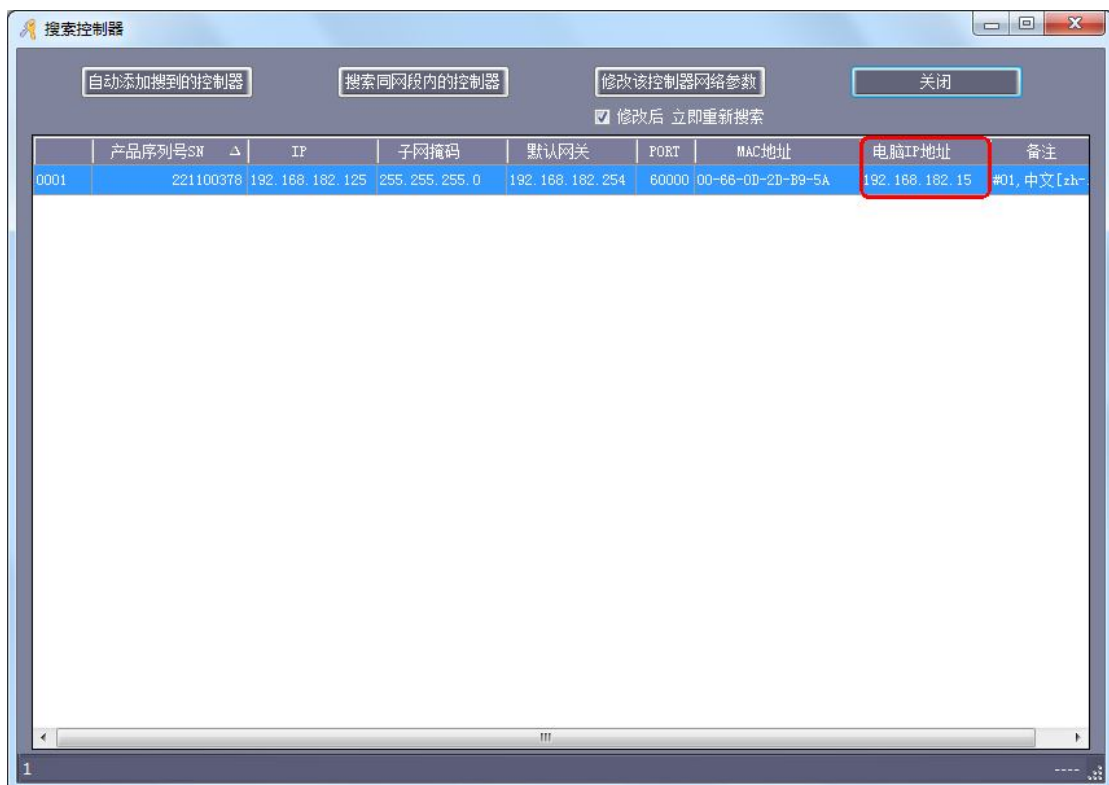 搜索控制器
自动添加搜到的控制器 搜索同网段内的控制器 修改该控制器网络参数 关闭
修改后 立即重新搜索
产品序列号SN IP 子网掩码 默认网关 PORT MAC地址 电脑IP地址 备注
0001 221100378 192.168.182.125 255.255.255.0 192.168.182.254 60000 00-66-0D-2D-B9-5A 192.168.182.15 #01,中文[zh-
1 ----